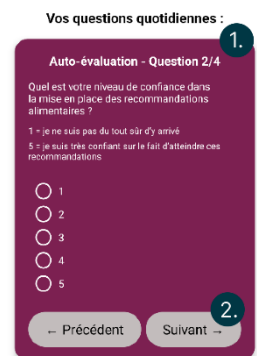 Vos questions quotidiennes :
1.
Auto-évaluation - Question 2/4
Quel est votre niveau de confiance dans
la mise en place des recommandations
alimentaires ?
1 = je ne suis pas du tout sûr d'y arrivé
5 = je suis très confiant sur le fait d'atteindre ces
recommandations
1
2
3
4
5
2.
← Précédent
Suivant →